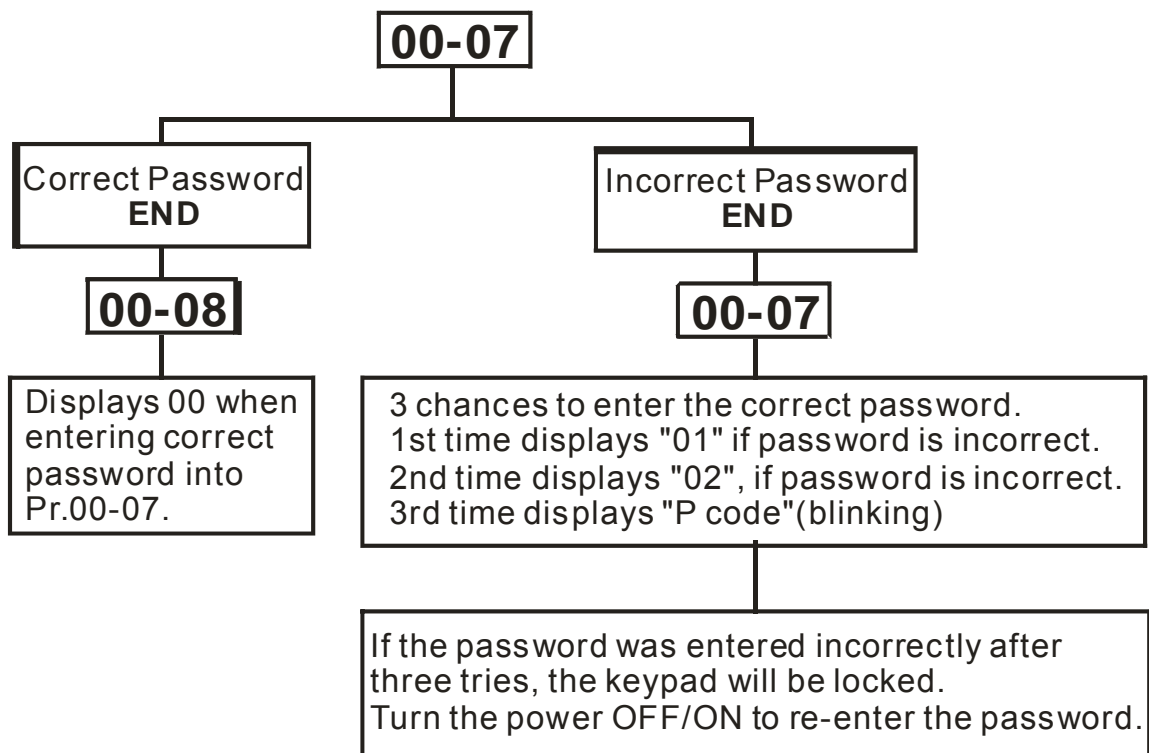 00-07
Correct Password
END
00-08
Displays 00 when
entering correct
password into
Pr.00-07.
Incorrect Password
END
00-07
3 chances to enter the correct password.
1st time displays "01" if password is incorrect.
2nd time displays "02", if password is incorrect.
3rd time displays "P code"(blinking)
If the password was entered incorrectly after
three tries, the keypad will be locked.
Turn the power OFF/ON to re-enter the password.